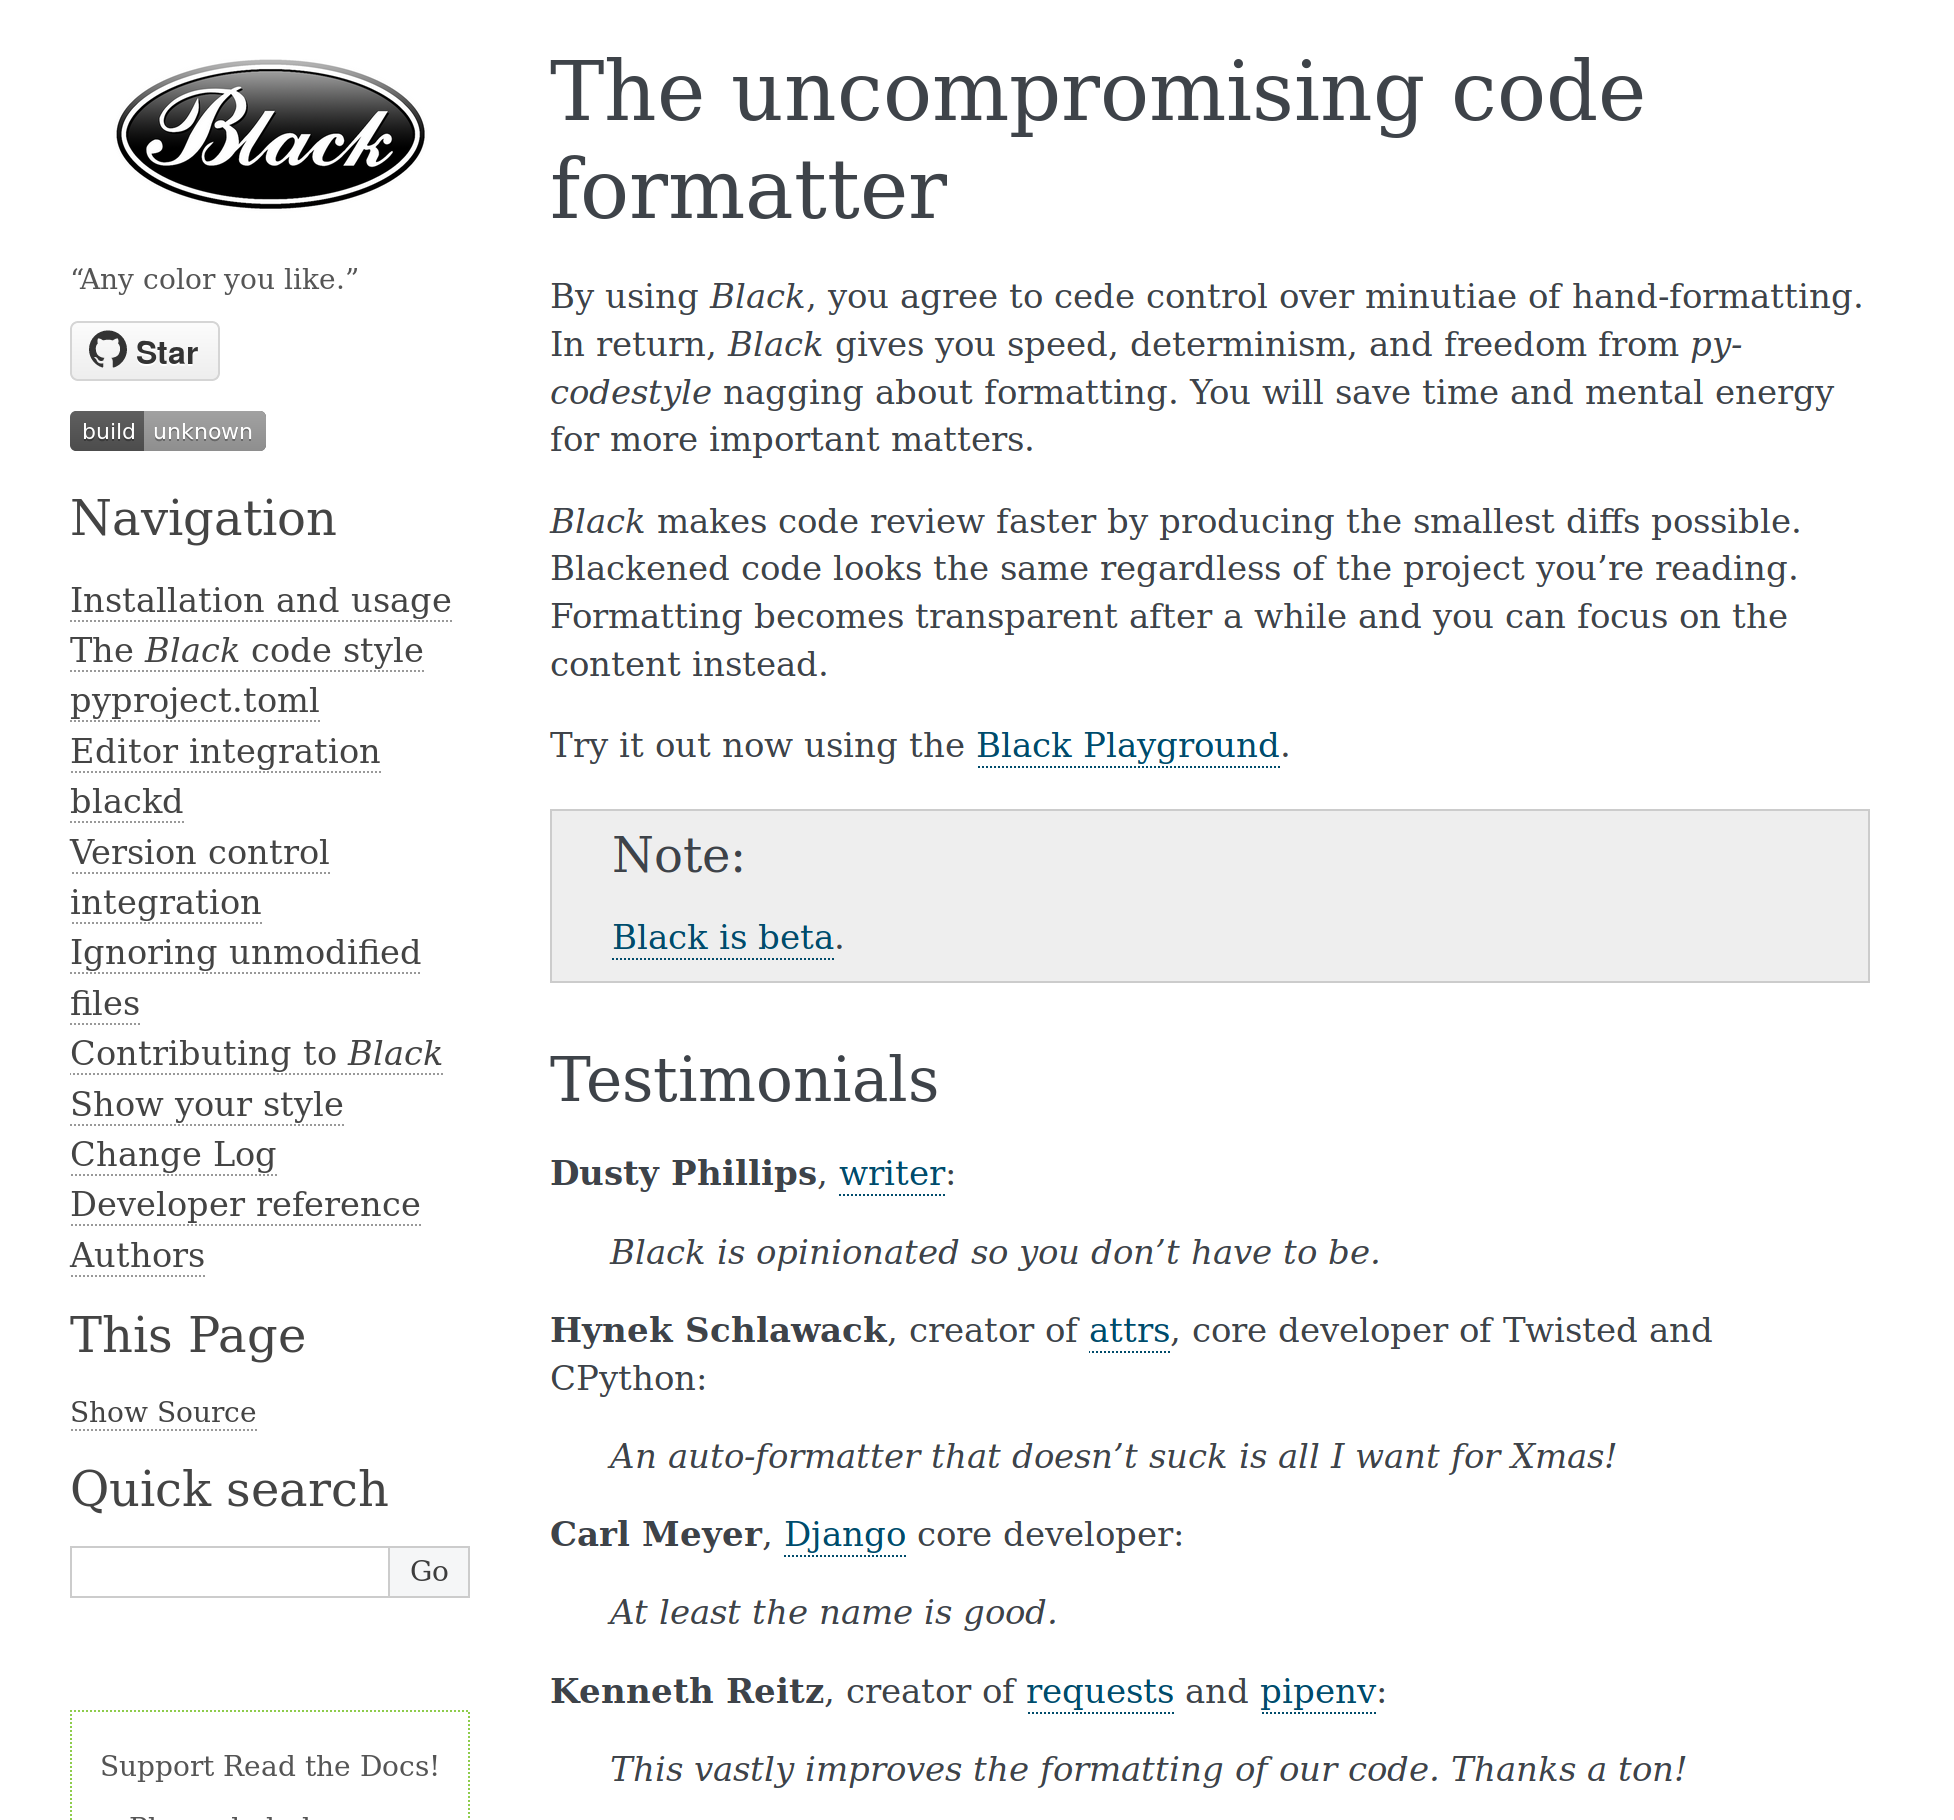 Black
“Any color you like.”
Star
build unknown
Navigation
Installation and usage
The Black code style
pyproject.toml
Editor integration
blackd
Version control
integration
Ignoring unmodified
files
Contributing to Black
Show your style
Change Log
Developer reference
Authors
This Page
Show Source
Quick search
Go
Support Read the Docs!
The uncompromising code
formatter
By using Black, you agree to cede control over minutiae of hand-formatting.
In return, Black gives you speed, determinism, and freedom from py-
codestyle nagging about formatting. You will save time and mental energy
for more important matters.
Black makes code review faster by producing the smallest diffs possible.
Blackened code looks the same regardless of the project you’re reading.
Formatting becomes transparent after a while and you can focus on the
content instead.
Try it out now using the Black Playground.
Note:
Black is beta.
Testimonials
Dusty Phillips, writer:
Black is opinionated so you don’t have to be.
Hynek Schlawack, creator of attrs, core developer of Twisted and
CPython:
An auto-formatter that doesn’t suck is all I want for Xmas!
Carl Meyer, Django core developer:
At least the name is good.
Kenneth Reitz, creator of requests and pipenv:
This vastly improves the formatting of our code. Thanks a ton!